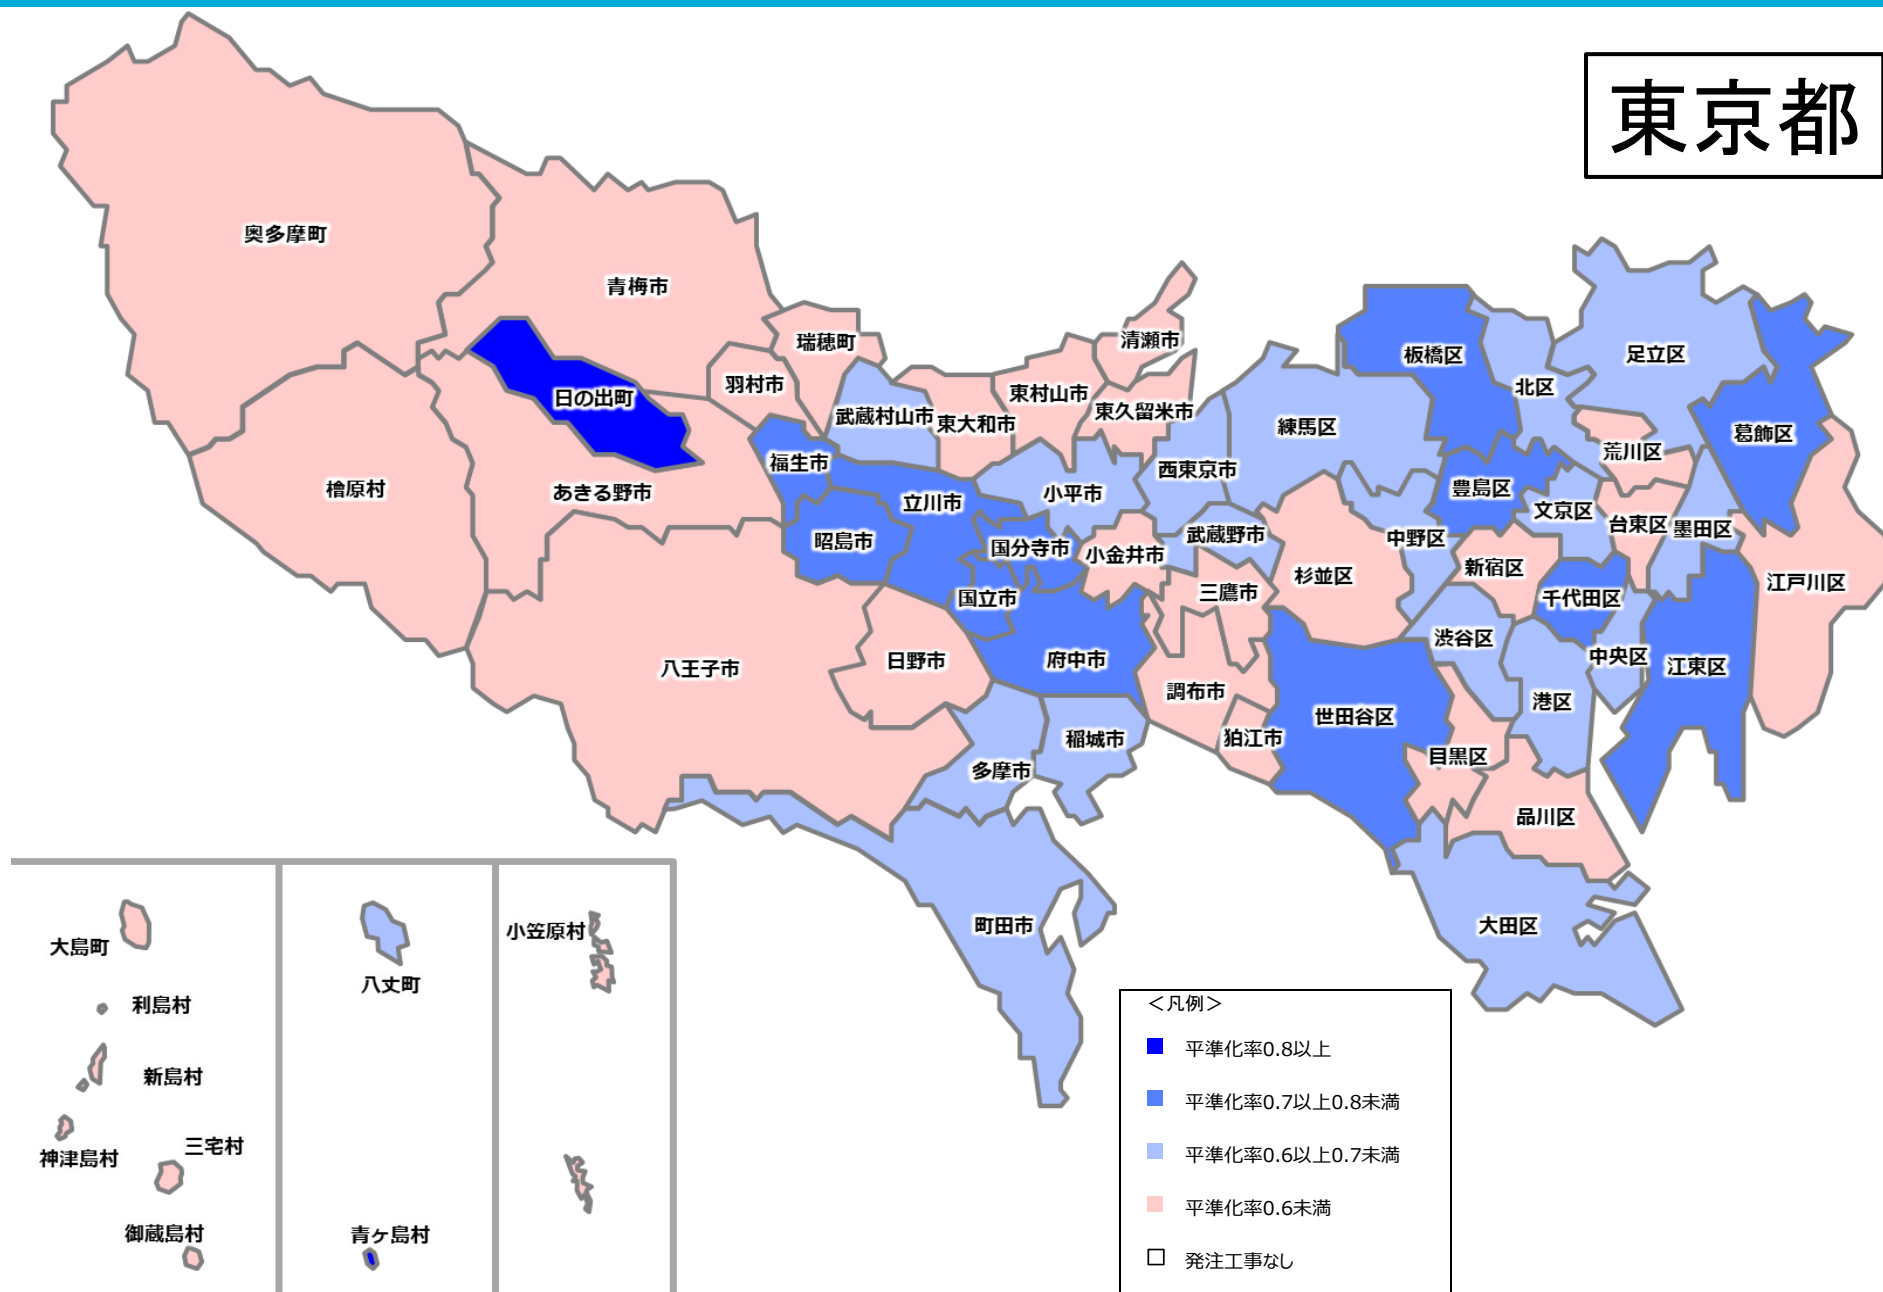 東京都
奥多摩町
青梅市
瑞穂町
清瀬市
羽村市
日の出町
東村山市
東久留米市
武蔵村山市
東大和市
板橋区
北区
足立区
練馬区
葛飾区
荒川区
福生市
西東京市
檜原村
あきる野市
立川市
小平市
豊島区
文京区
台東区
墨田区
昭島市
国分寺市
小金井市
武蔵野市
中野区
杉並区
新宿区
江戸川区
国立市
三鷹市
千代田区
渋谷区
中央区
八王子市
日野市
府中市
調布市
江東区
港区
世田谷区
稲城市
狛江市
目黒区
多摩市
品川区
町田市
大田区
大島町
利島村
新島村
神津島村
三宅村
御蔵島村
八丈町
青ヶ島村
小笠原村
＜凡例＞
平準化率0.8以上
平準化率0.7以上0.8未満
平準化率0.6以上0.7未満
平準化率0.6未満
発注工事なし